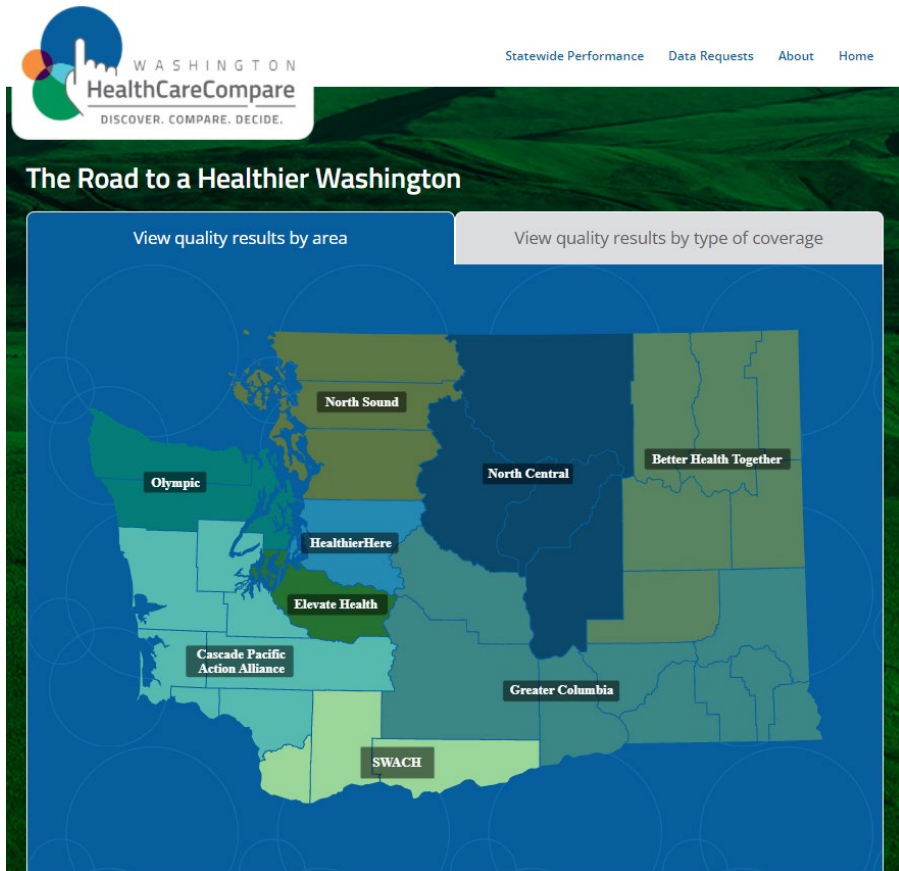 WASHINGTON
HealthCareCompare
DISCOVER. COMPARE. DECIDE.
Statewide Performance Data Requests About Home
The Road to a Healthier Washington
View quality results by area
View quality results by type of coverage
North Sound
Better Health Together
North Central
Olympic
HealthierHere
Elevate Health
Cascade Pacific
Action Alliance
Greater Columbia
SWACH